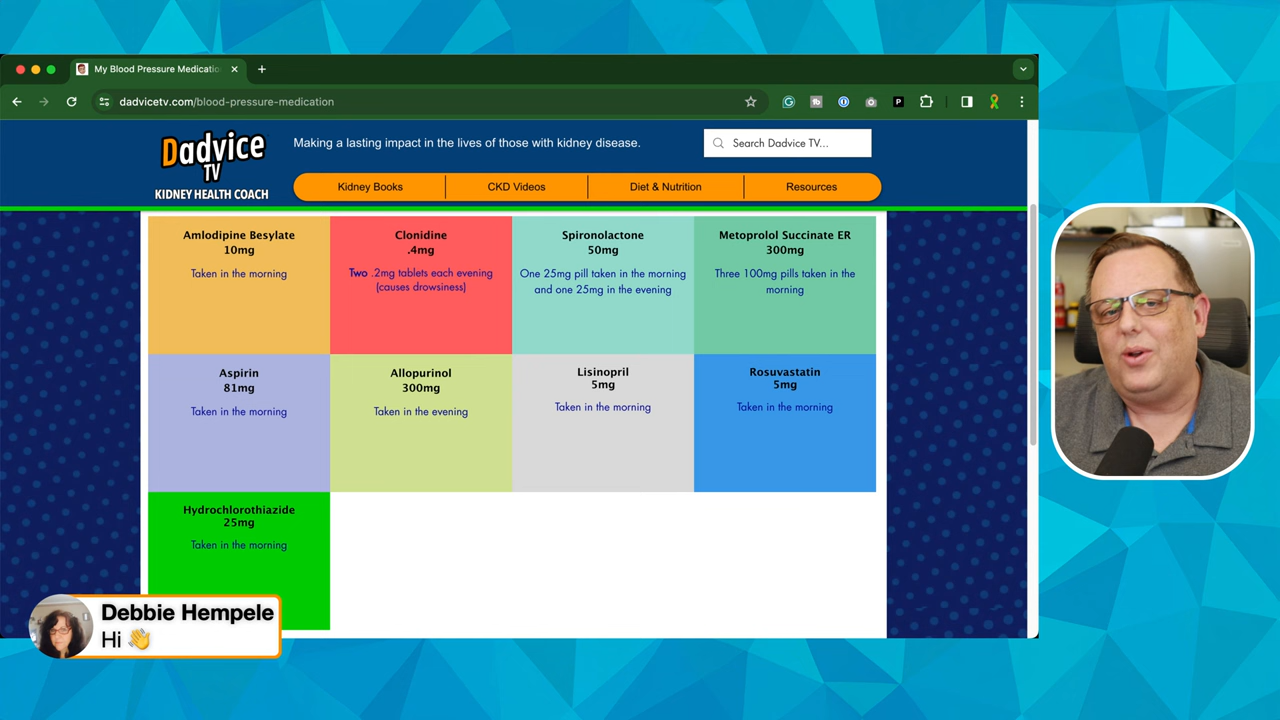 My Blood Pressure Medicatio
dadvicetv.com/blood-pressure-medication
Dadvice
TV
KIDNEY HEALTH COACH
Making a lasting impact in the lives of those with kidney disease.
Search Dadvice TV...
Kidney Books
CKD Videos
Diet & Nutrition
Resources
Amlodipine Besylate
10mg
Taken in the morning
Clonidine
.4mg
Two .2mg tablets each evening
(causes drowsiness)
Spironolactone
50mg
One 25mg pill taken in the morning
and one 25mg in the evening
Metoprolol Succinate ER
300mg
Three 100mg pills taken in the
morning
Aspirin
81mg
Taken in the morning
Allopurinol
300mg
Taken in the evening
Lisinopril
5mg
Taken in the morning
Rosuvastatin
5mg
Taken in the morning
Hydrochlorothiazide
25mg
Taken in the morning
Debbie Hempele
Hi 👋